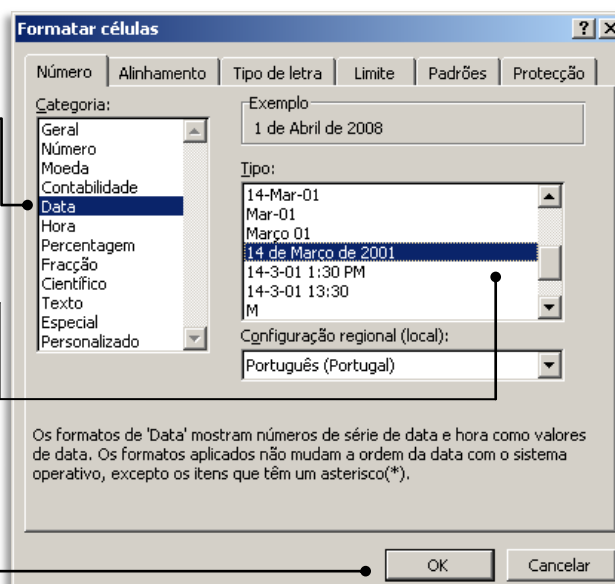 Formatar células
Número
Alinhamento
Tipo de letra
Limite
Padrões
Protecção
Categoria:
Geral
Número
Moeda
Contabilidade
Data
Hora
Percentagem
Fracção
Científico
Texto
Especial
Personalizado
Exemplo
1 de Abril de 2008
Tipo:
14-Mar-01
Mar-01
Março 01
14 de Março de 2001
14-3-01 1:30 PM
14-3-01 13:30
M
Configuração regional (local):
Português (Portugal)
Os formatos de 'Data' mostram números de série de data e hora como valores
de data. Os formatos aplicados não mudam a ordem da data com o sistema
operativo, excepto os itens que têm um asterisco(*).
OK
Cancelar